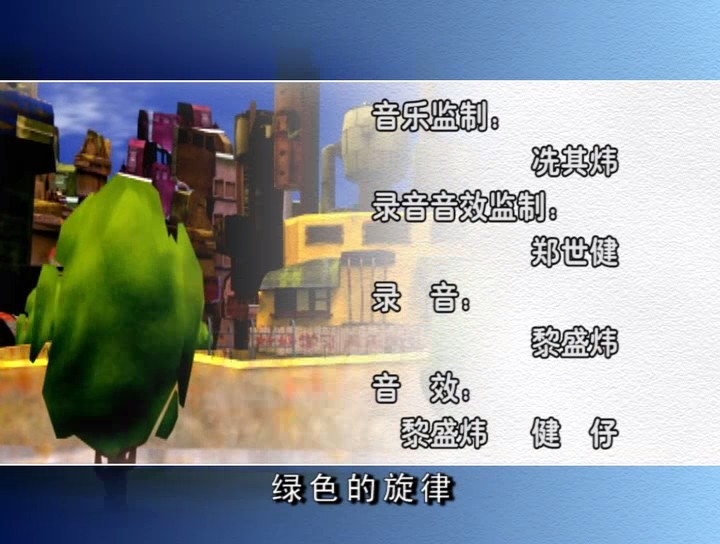 音乐监制：
冼其炜
录音音效监制：
郑世健
录　音：
黎盛炜
音　效：
黎盛炜　健　仔
绿色的旋律